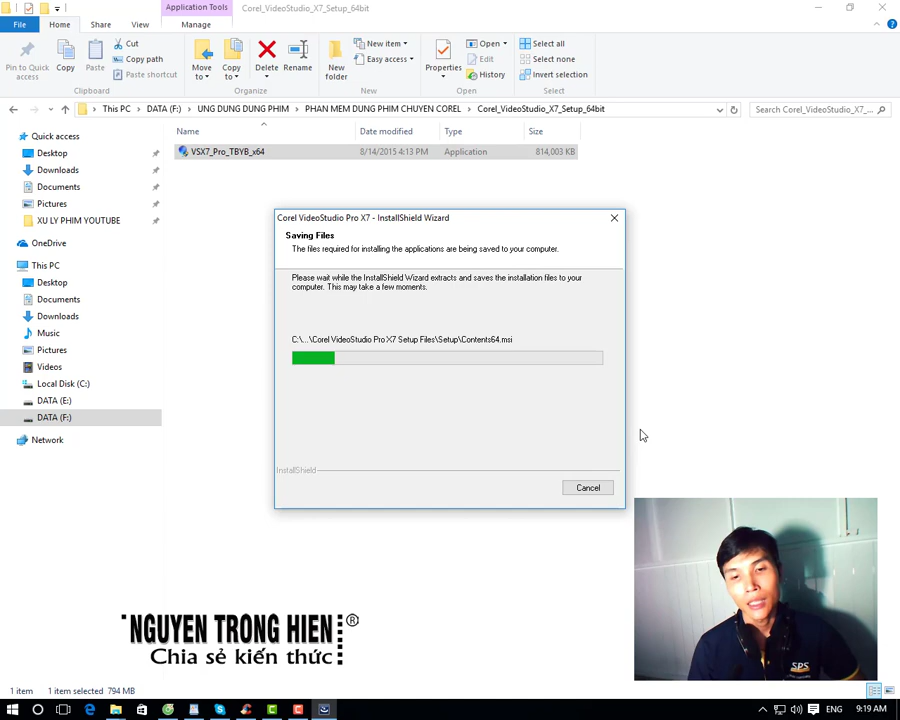 Application Tools
Corel_VideoStudio_X7_Setup_64bit
File
Home
Share
View
Manage
Pin to Quick access
Copy
Paste
Cut
Copy path
Paste shortcut
Clipboard
Move to
Copy to
Delete
Rename
Organize
New folder
New item
Easy access
New
Properties
Open
Edit
History
Open
Select all
Select none
Invert selection
Select
This PC
DATA (F:)
UNG DUNG DUNG PHIM
PHAN MEM DUNG PHIM CHUYEN COREL
Corel_VideoStudio_X7_Setup_64bit
Search Corel_VideoStudio_X7_...
Name
Date modified
Type
Size
VSX7_Pro_TBYB_x64
8/14/2015 4:13 PM
Application
814,003 KB
Quick access
Desktop
Downloads
Documents
Pictures
XU LY PHIM YOUTUBE
OneDrive
This PC
Desktop
Documents
Downloads
Music
Pictures
Videos
Local Disk (C:)
DATA (E:)
DATA (F:)
Network
Corel VideoStudio Pro X7 - InstallShield Wizard
Saving Files
The files required for installing the applications are being saved to your computer.
Please wait while the InstallShield Wizard extracts and saves the installation files to your
computer. This may take a few moments.
C:\...\Corel VideoStudio Pro X7 Setup Files\Setup\Contents64.msi
InstallShield
Cancel
NGUYEN TRONG HIEN ®
Chia sẻ kiến thức
SPS
1 item
1 item selected 794 MB
ENG
9:19 AM